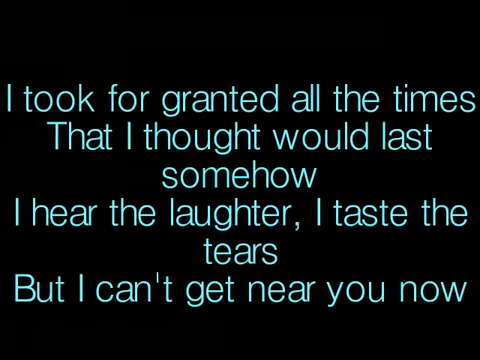 I took for granted all the times
That I thought would last
somehow
I hear the laughter, I taste the
tears
But I can't get near you now